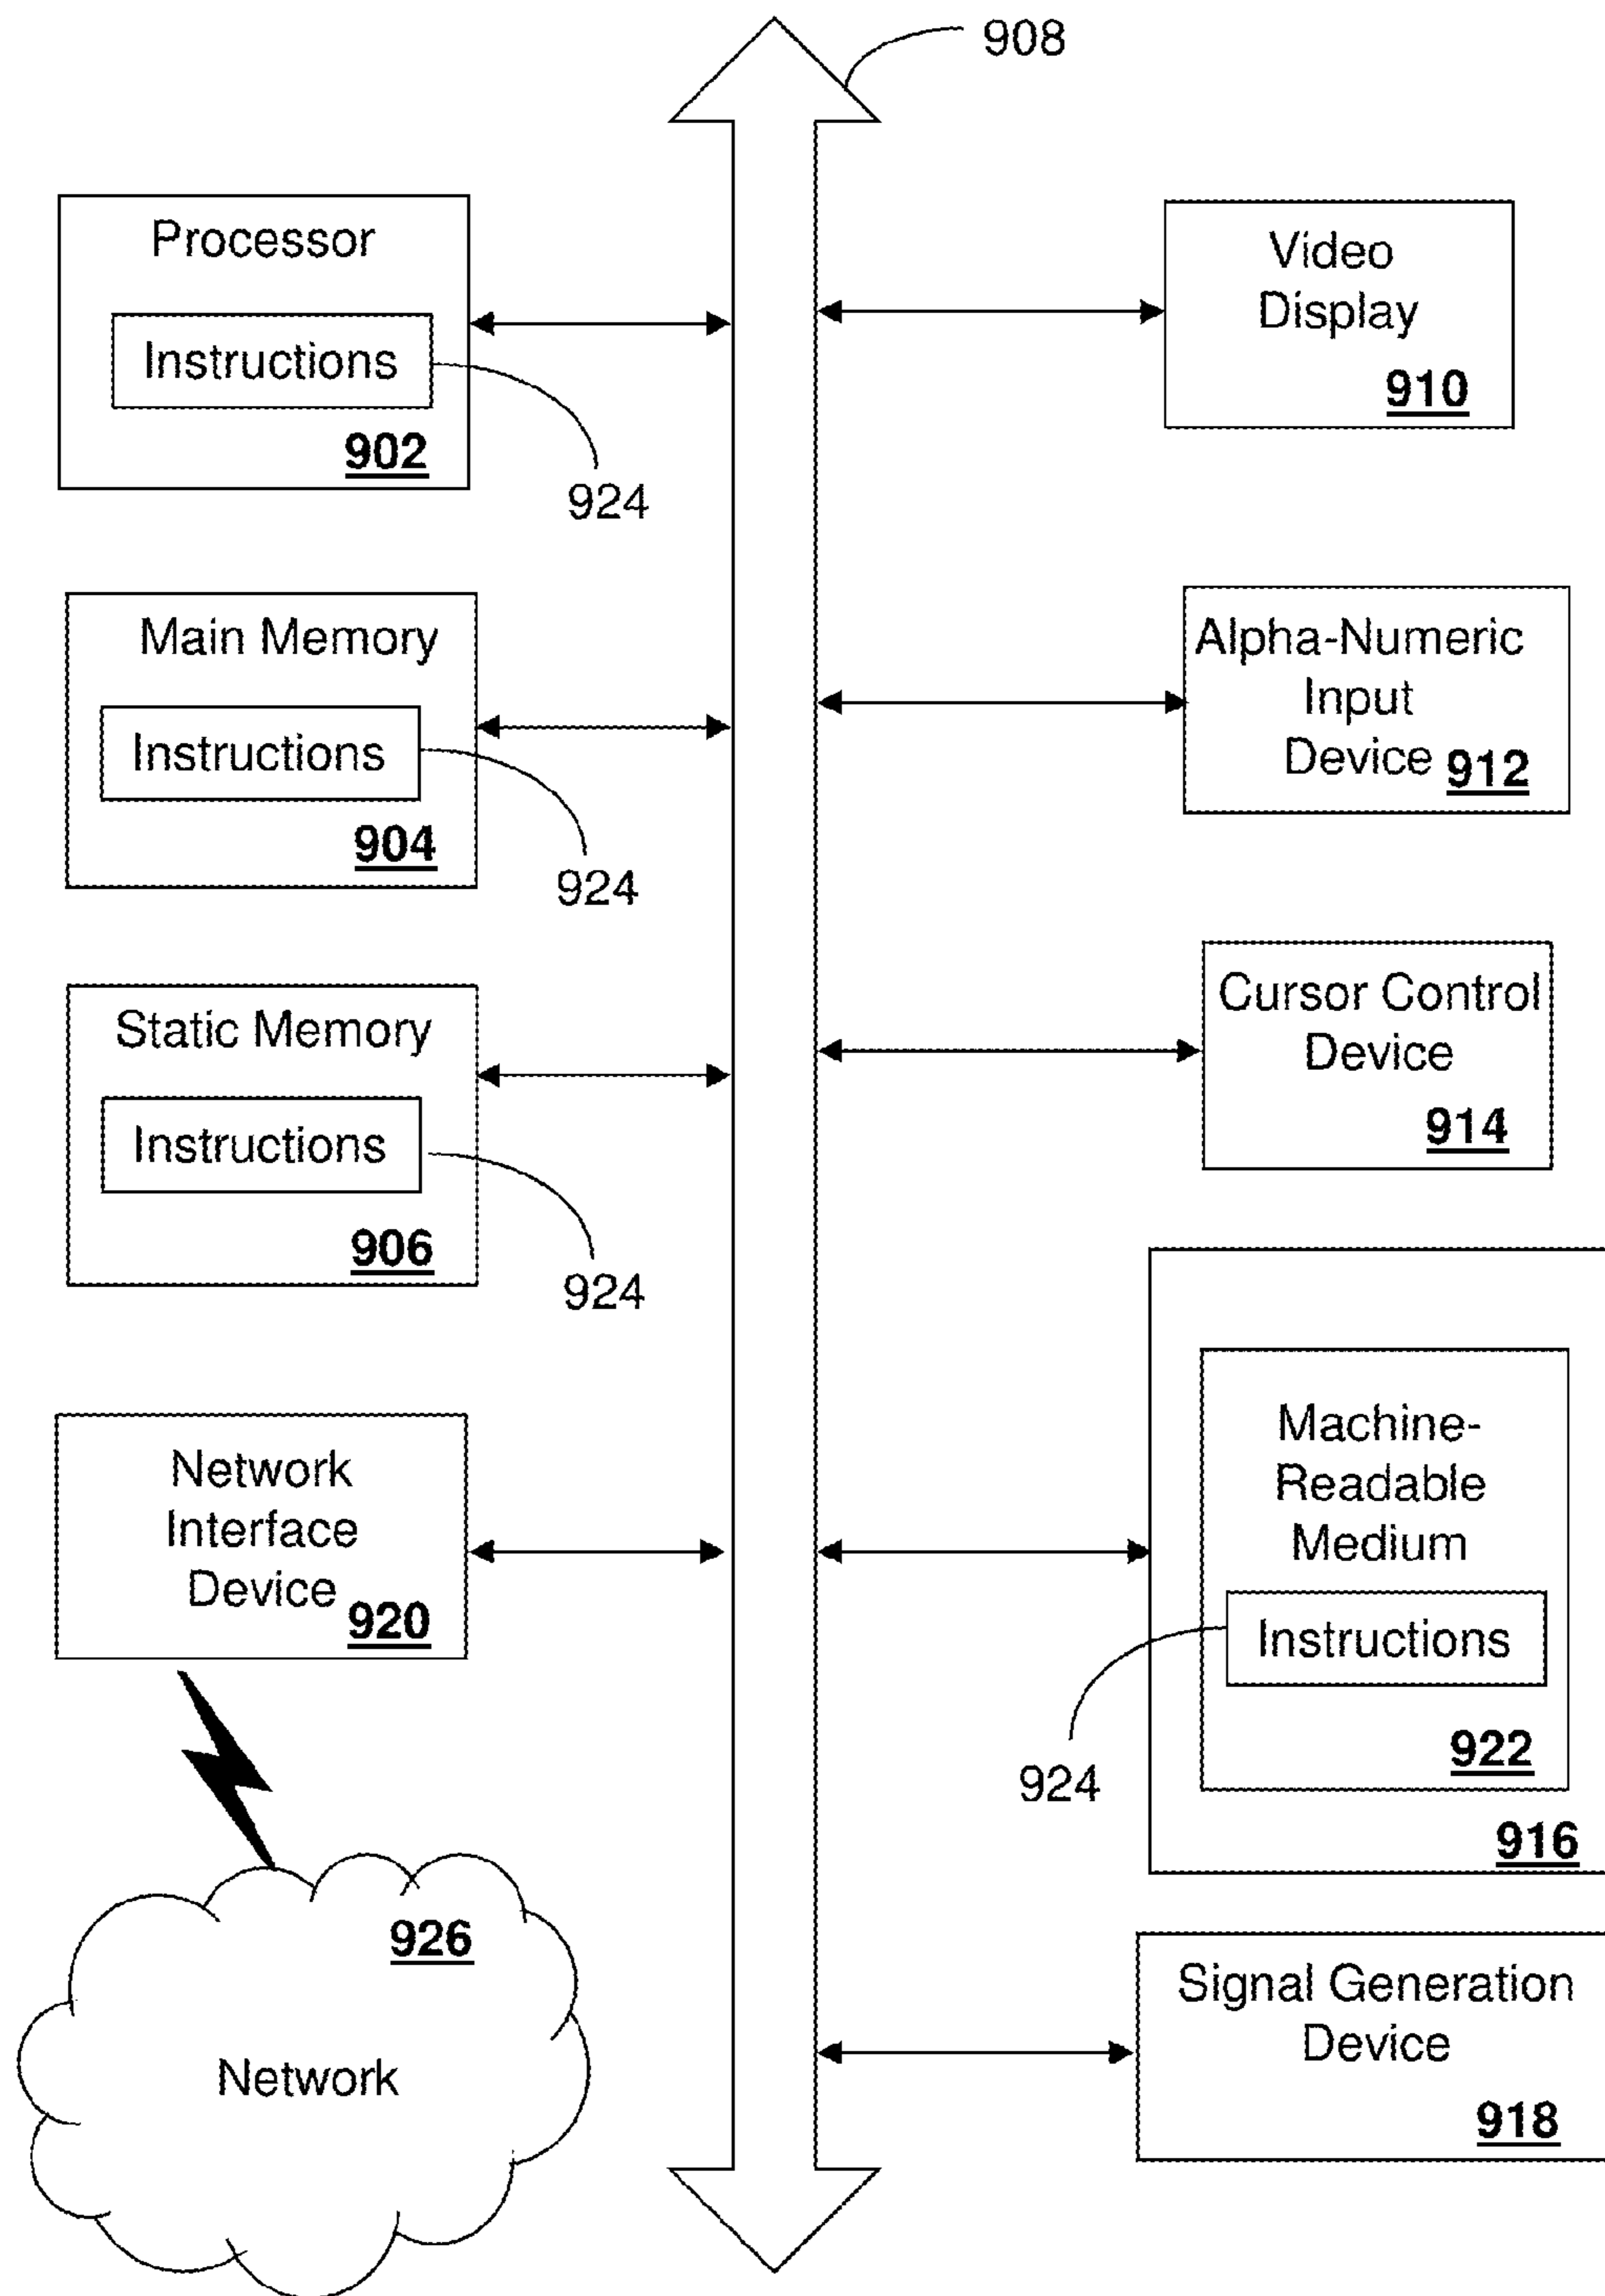 908
Processor
Instructions
902
924
Main Memory
Instructions
904
924
Static Memory
Instructions
906
924
Network
Interface
Device
920
926
Network
Video
Display
910
Alpha-Numeric
Input
Device 912
Cursor Control
Device
914
Machine-
Readable
Medium
Instructions
922
924
916
Signal Generation
Device
918